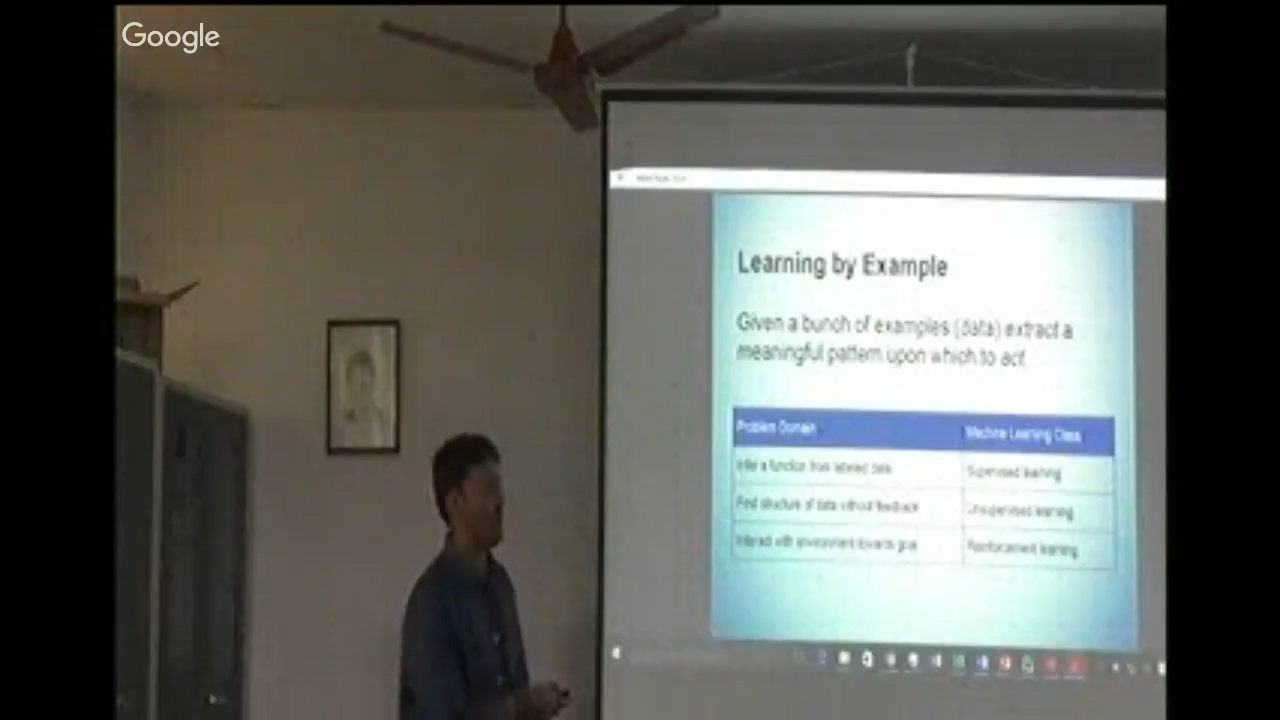 Google
Learning by Example
Given a bunch of examples (data) extract a
meaningful pattern upon which to act
Problem Domain
Machine Learning Class
Infer a function from labeled data
Supervised learning
Find structure of data without feedback
Unsupervised learning
Interact with environment towards goal
Reinforcement learning